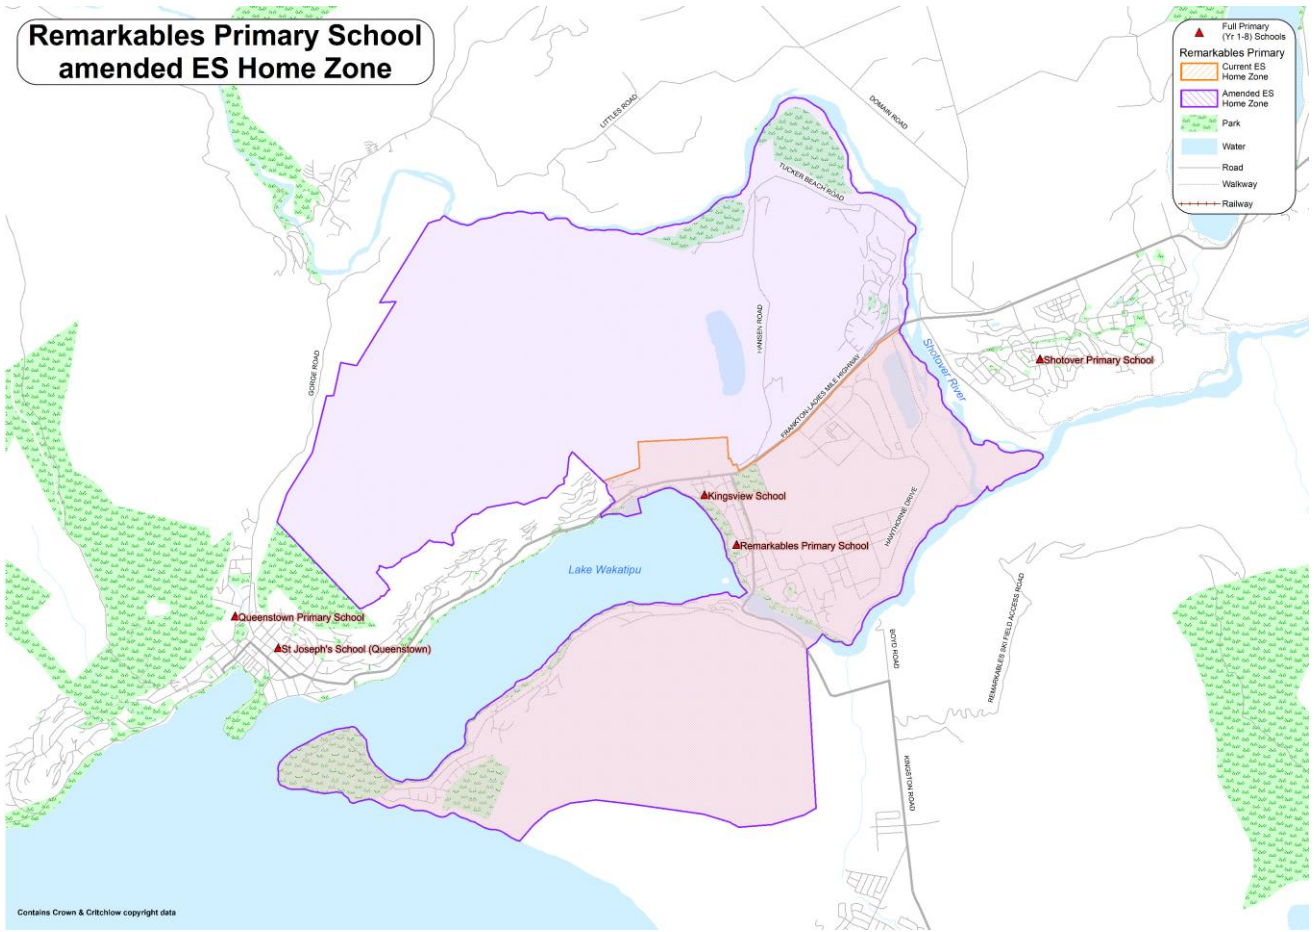 Remarkables Primary School
amended ES Home Zone
Full Primary
(Yr 1-8) Schools
Remarkables Primary
Current ES
Home Zone
Amended ES
Home Zone
Park
Water
Road
Walkway
Railway
LITTLES ROAD
DOMAIN ROAD
TUCKER BEACH ROAD
HANSEN ROAD
GORGE ROAD
FRANKTON-LADIES MILE HIGHWAY
Shotover River
Shotover Primary School
Kingsview School
HAWTHORNE DRIVE
Remarkables Primary School
Lake Wakatipu
Queenstown Primary School
St Joseph's School (Queenstown)
BOYD ROAD
REMARKABLES SKI FIELD ACCESS ROAD
KINGSTON ROAD
Contains Crown & Critchlow copyright data